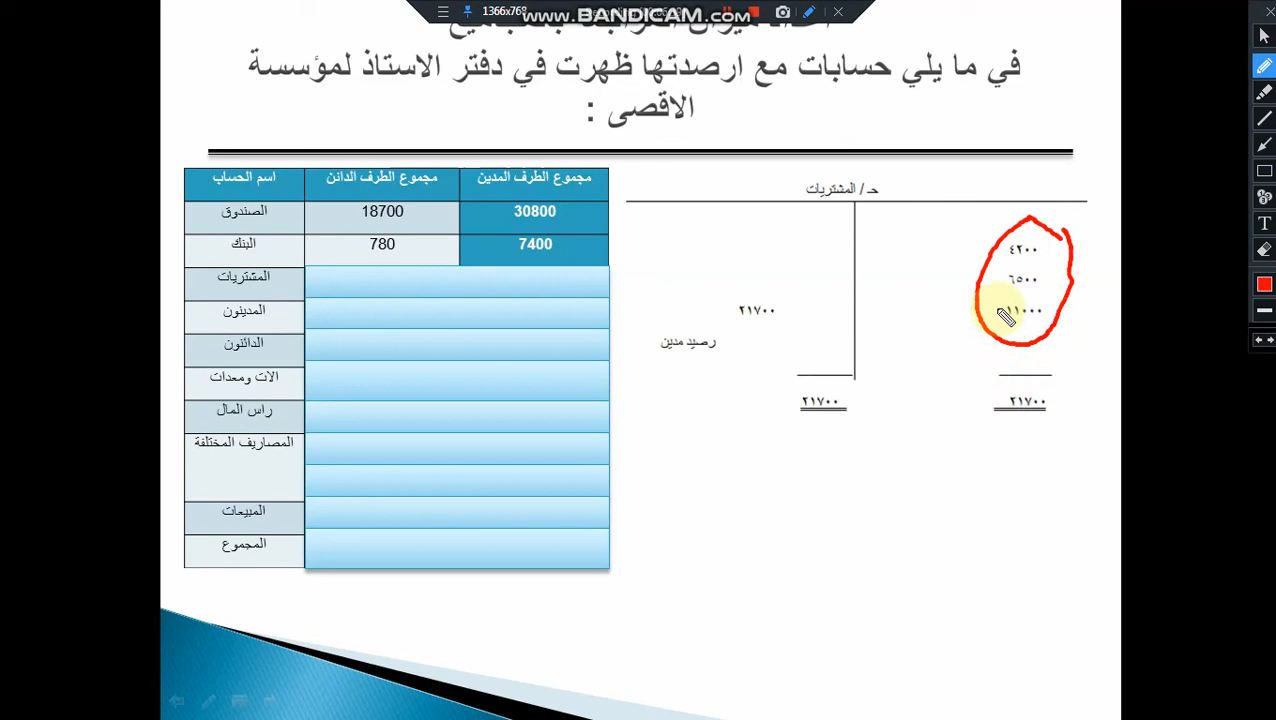 1366x768
www.BANDICAM.com
في ما يلي حسابات مع ارصدتها ظهرت في دفتر الاستاذ لمؤسسة
الاقصى :
اسم الحساب مجموع الطرف الدائن مجموع الطرف المدين
الصندوق 18700 30800
البنك 780 7400
المشتريات
المدينون
الدائنون
الات ومعدات
راس المال
المصاريف المختلفة
المبيعات
المجموع
حـ / المشتريات
٤٢٠٠
٦٥٠٠
١١٠٠٠
٢١٧٠٠
رصيد مدين
٢١٧٠٠
٢١٧٠٠